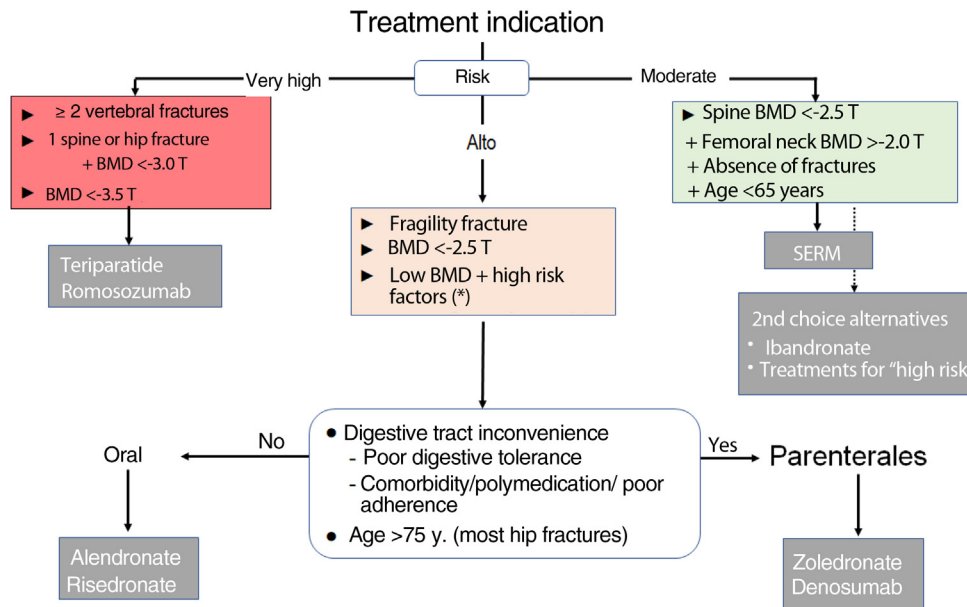 Treatment indication
Very high
Risk
Moderate
► ≥ 2 vertebral fractures
► 1 spine or hip fracture
+ BMD <-3.0 T
► BMD <-3.5 T
Alto
► Spine BMD <-2.5 T
+ Femoral neck BMD >-2.0 T
+ Absence of fractures
+ Age <65 years
Teriparatide
Romosozumab
► Fragility fracture
► BMD <-2.5 T
► Low BMD + high risk
factors (*)
SERM
2nd choice alternatives
• Ibandronate
• Treatments for “high risk
No
Oral
● Digestive tract inconvenience
- Poor digestive tolerance
- Comorbidity/polymedication/ poor
adherence
● Age >75 y. (most hip fractures)
Yes
Parenterales
Alendronate
Risedronate
Zoledronate
Denosumab